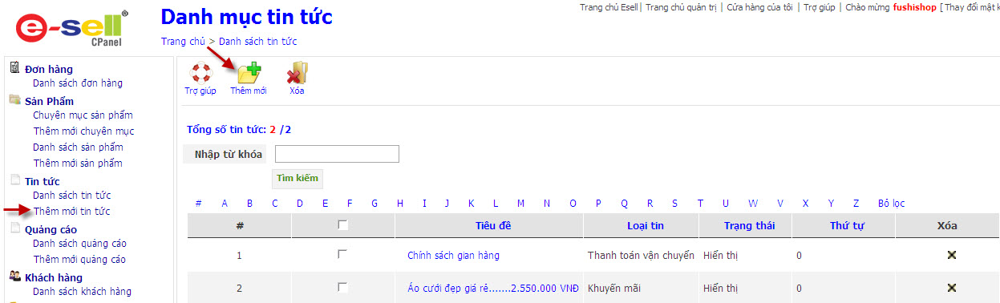 e-sell®
CPanel
Danh mục tin tức
Trang chủ Esell| Trang chủ quản trị | Cửa hàng của tôi | Trợ giúp | Chào mừng fushishop [ Thay đổi mật k
Trang chủ > Danh sách tin tức
Đơn hàng
Danh sách đơn hàng
Sản Phẩm
Chuyên mục sản phẩm
Thêm mới chuyên mục
Danh sách sản phẩm
Thêm mới sản phẩm
Tin tức
Danh sách tin tức
Thêm mới tin tức
Quảng cáo
Danh sách quảng cáo
Thêm mới quảng cáo
Khách hàng
Danh sách khách hàng
Trợ giúp Thêm mới Xóa
Tổng số tin tức: 2 /2
Nhập từ khóa
Tìm kiếm
# A B C D E F G H I J K L M N O P Q R S T U W V X Y Z Bỏ lọc
# Tiêu đề Loại tin Trạng thái Thứ tự Xóa
1 Chính sách gian hàng Thanh toán vận chuyển Hiển thị 0
2 Áo cưới đẹp giá rẻ.......2.550.000 VNĐ Khuyến mãi Hiển thị 0